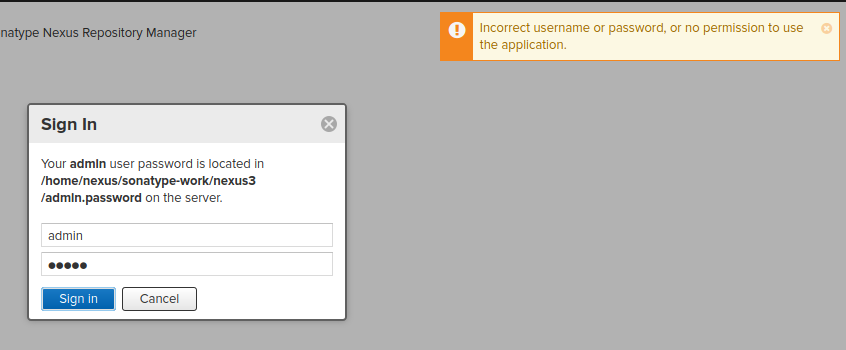 natype Nexus Repository Manager
Incorrect username or password, or no permission to use
the application.
Sign In
Your admin user password is located in
/home/nexus/sonatype-work/nexus3
/admin.password on the server.
admin
●●●●●
Sign in
Cancel